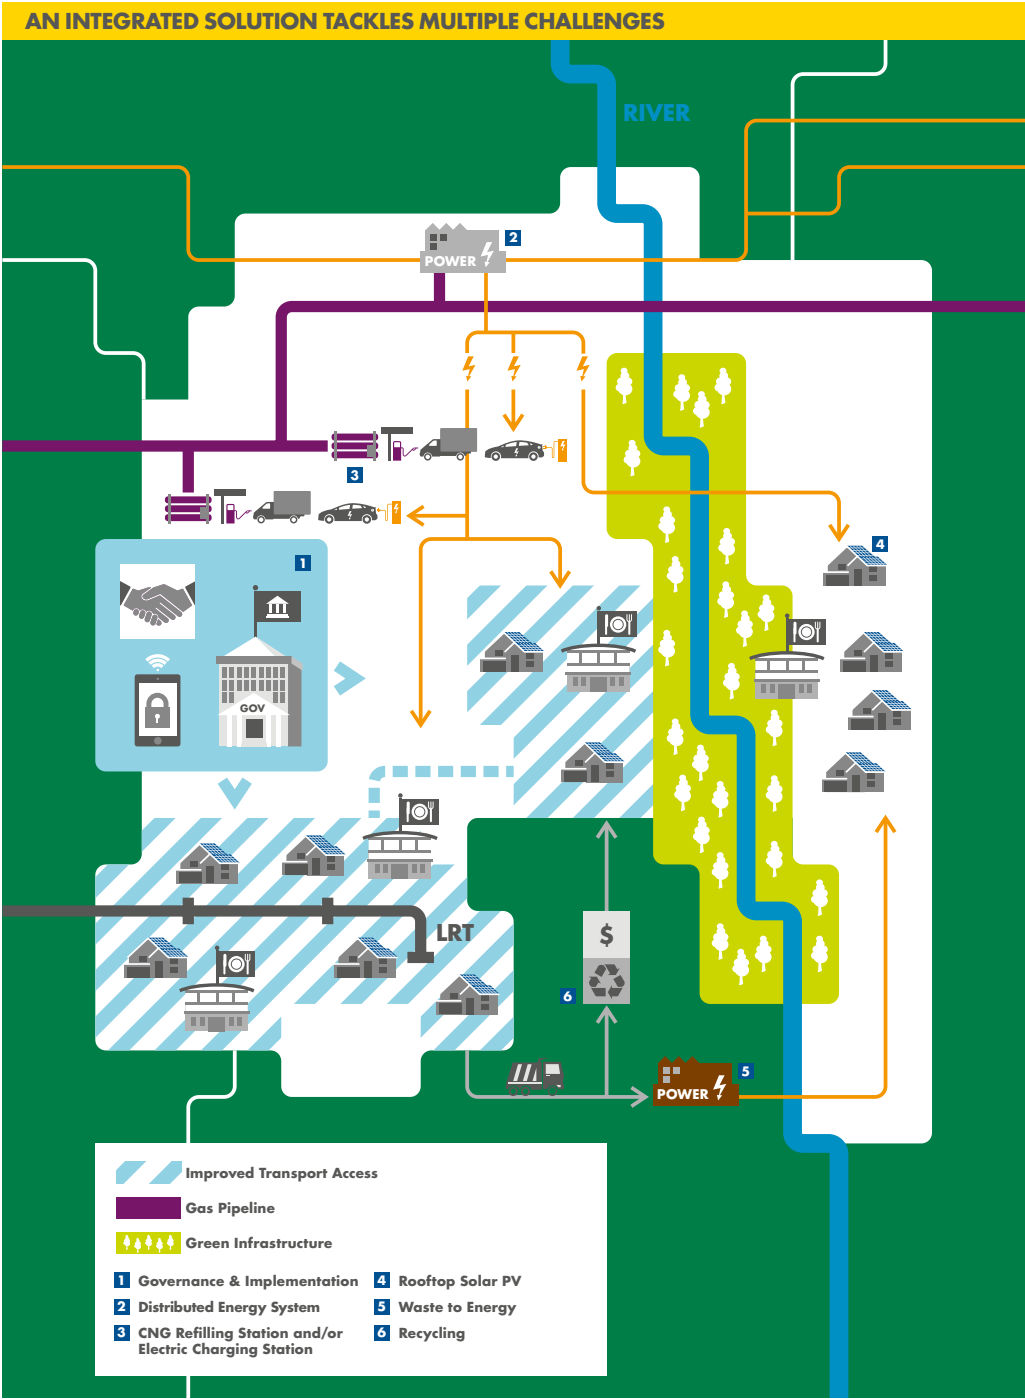 AN INTEGRATED SOLUTION TACKLES MULTIPLE CHALLENGES
RIVER
2
POWER
3
4
1
GOV
LRT
$
6
5
POWER
Improved Transport Access
Gas Pipeline
Green Infrastructure
1 Governance & Implementation
2 Distributed Energy System
3 CNG Refilling Station and/or
Electric Charging Station
4 Rooftop Solar PV
5 Waste to Energy
6 Recycling